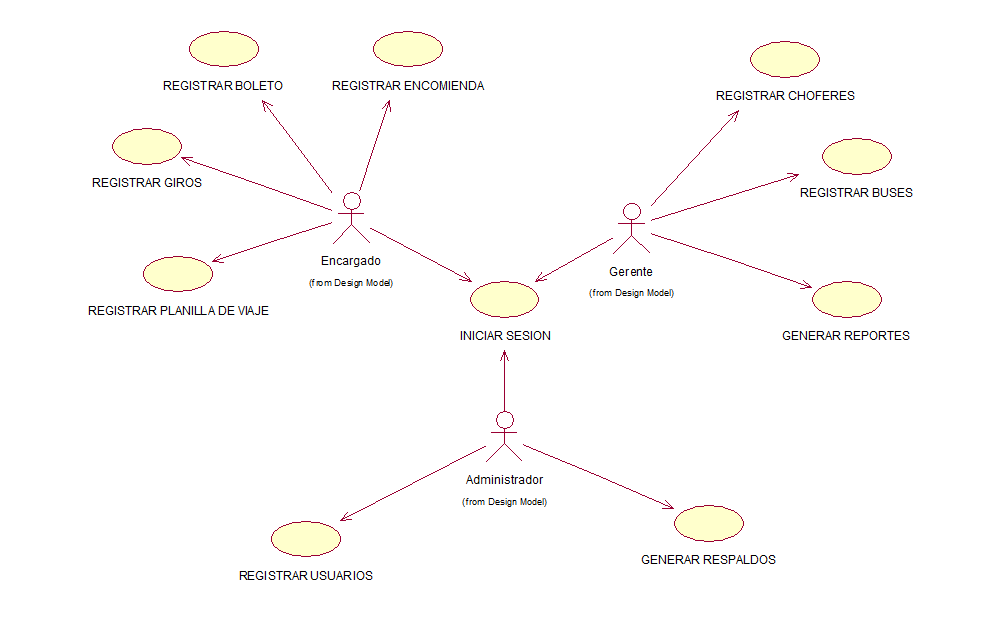 REGISTRAR BOLETO
REGISTRAR ENCOMIENDA
REGISTRAR CHOFERES
REGISTRAR GIROS
REGISTRAR BUSES
Encargado
(from Design Model)
Gerente
(from Design Model)
REGISTRAR PLANILLA DE VIAJE
INICIAR SESION
GENERAR REPORTES
Administrador
(from Design Model)
GENERAR RESPALDOS
REGISTRAR USUARIOS